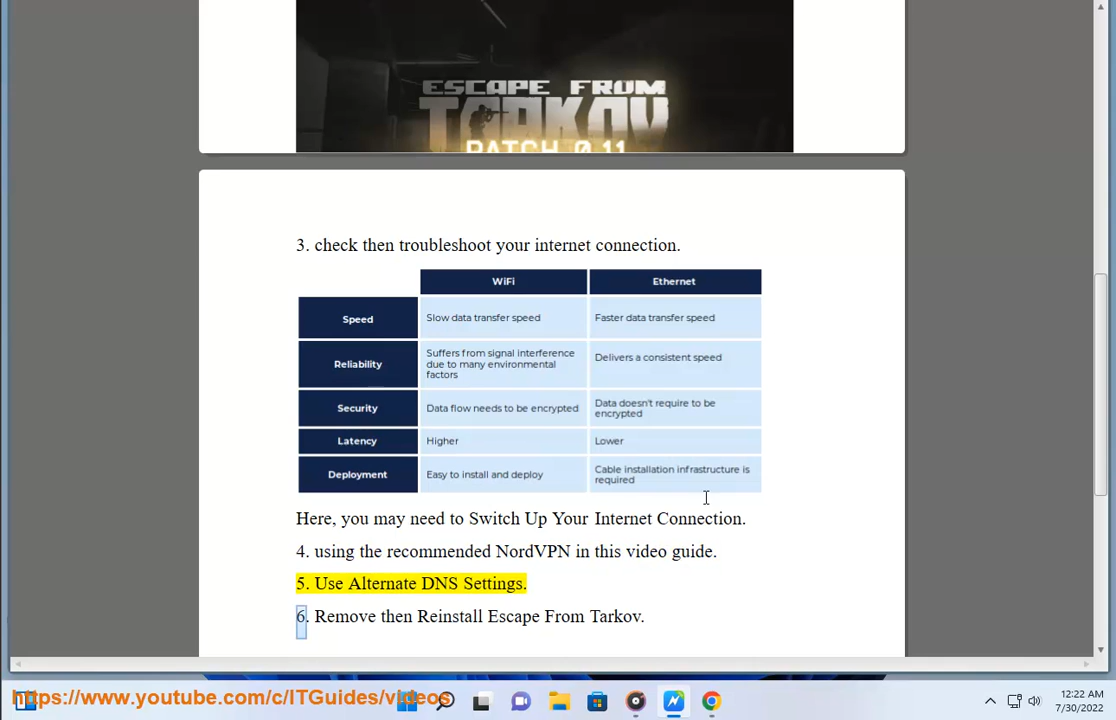 ESCAPE FROM
TARKOV
PATCH 0.11
3. check then troubleshoot your internet connection.
WiFi Ethernet
Speed Slow data transfer speed Faster data transfer speed
Reliability Suffers from signal interference due to many environmental factors Delivers a consistent speed
Security Data flow needs to be encrypted Data doesn't require to be encrypted
Latency Higher Lower
Deployment Easy to install and deploy Cable installation infrastructure is required
Here, you may need to Switch Up Your Internet Connection.
4. using the recommended NordVPN in this video guide.
5. Use Alternate DNS Settings.
6. Remove then Reinstall Escape From Tarkov.
https://www.youtube.com/c/ITGuides/videos
12:22 AM
7/30/2022